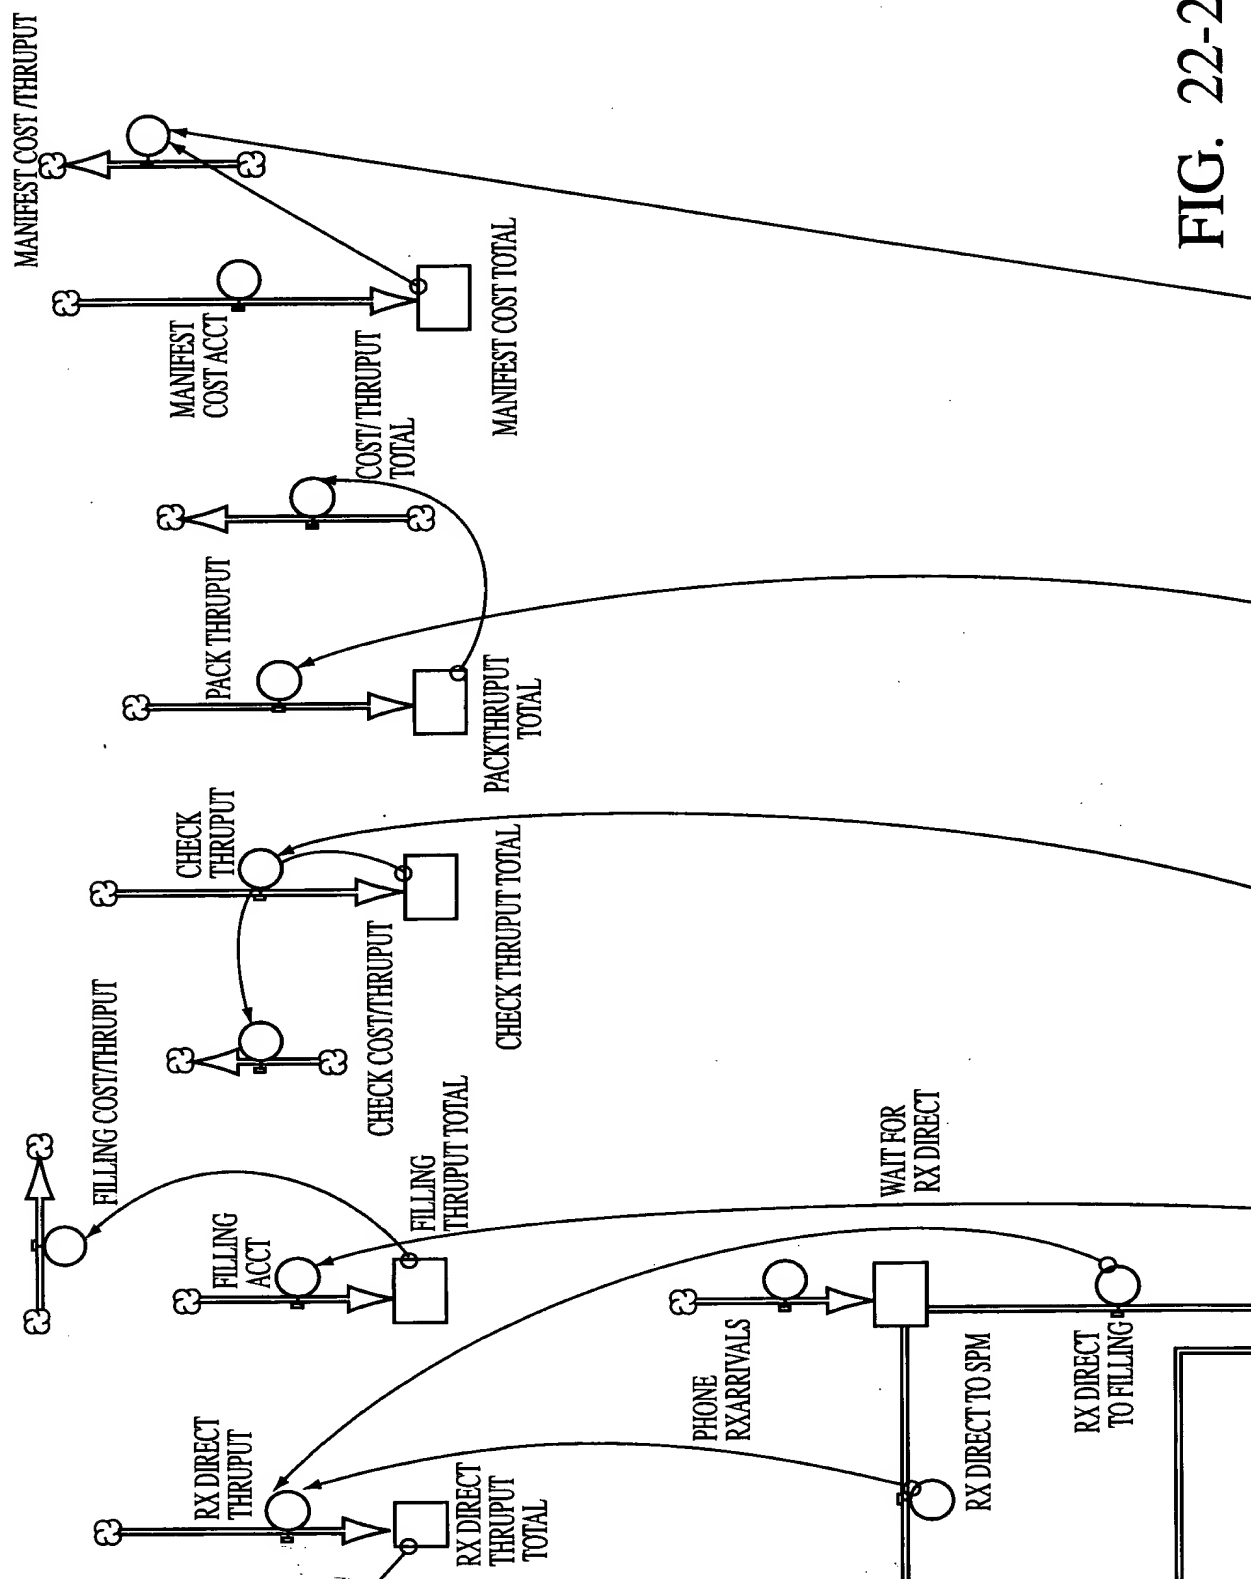 MANIFEST COST /THRUPUT
MANIFEST
COST ACCT
MANIFEST COST TOTAL
COST/THRUPUT
TOTAL
PACK THRUPUT
PACKTHRUPUT
TOTAL
CHECK
THRUPUT
CHECK COST/THRUPUT
CHECK THRUPUT TOTAL
FILLING COST/THRUPUT
FILLING
ACCT
FILLING
THRUPUT TOTAL
WAIT FOR
RX DIRECT
PHONE
RXARRIVALS
RX DIRECT TO SPM
RX DIRECT
TO FILLING
RX DIRECT
THRUPUT
RX DIRECT
THRUPUT
TOTAL
FIG. 22-2